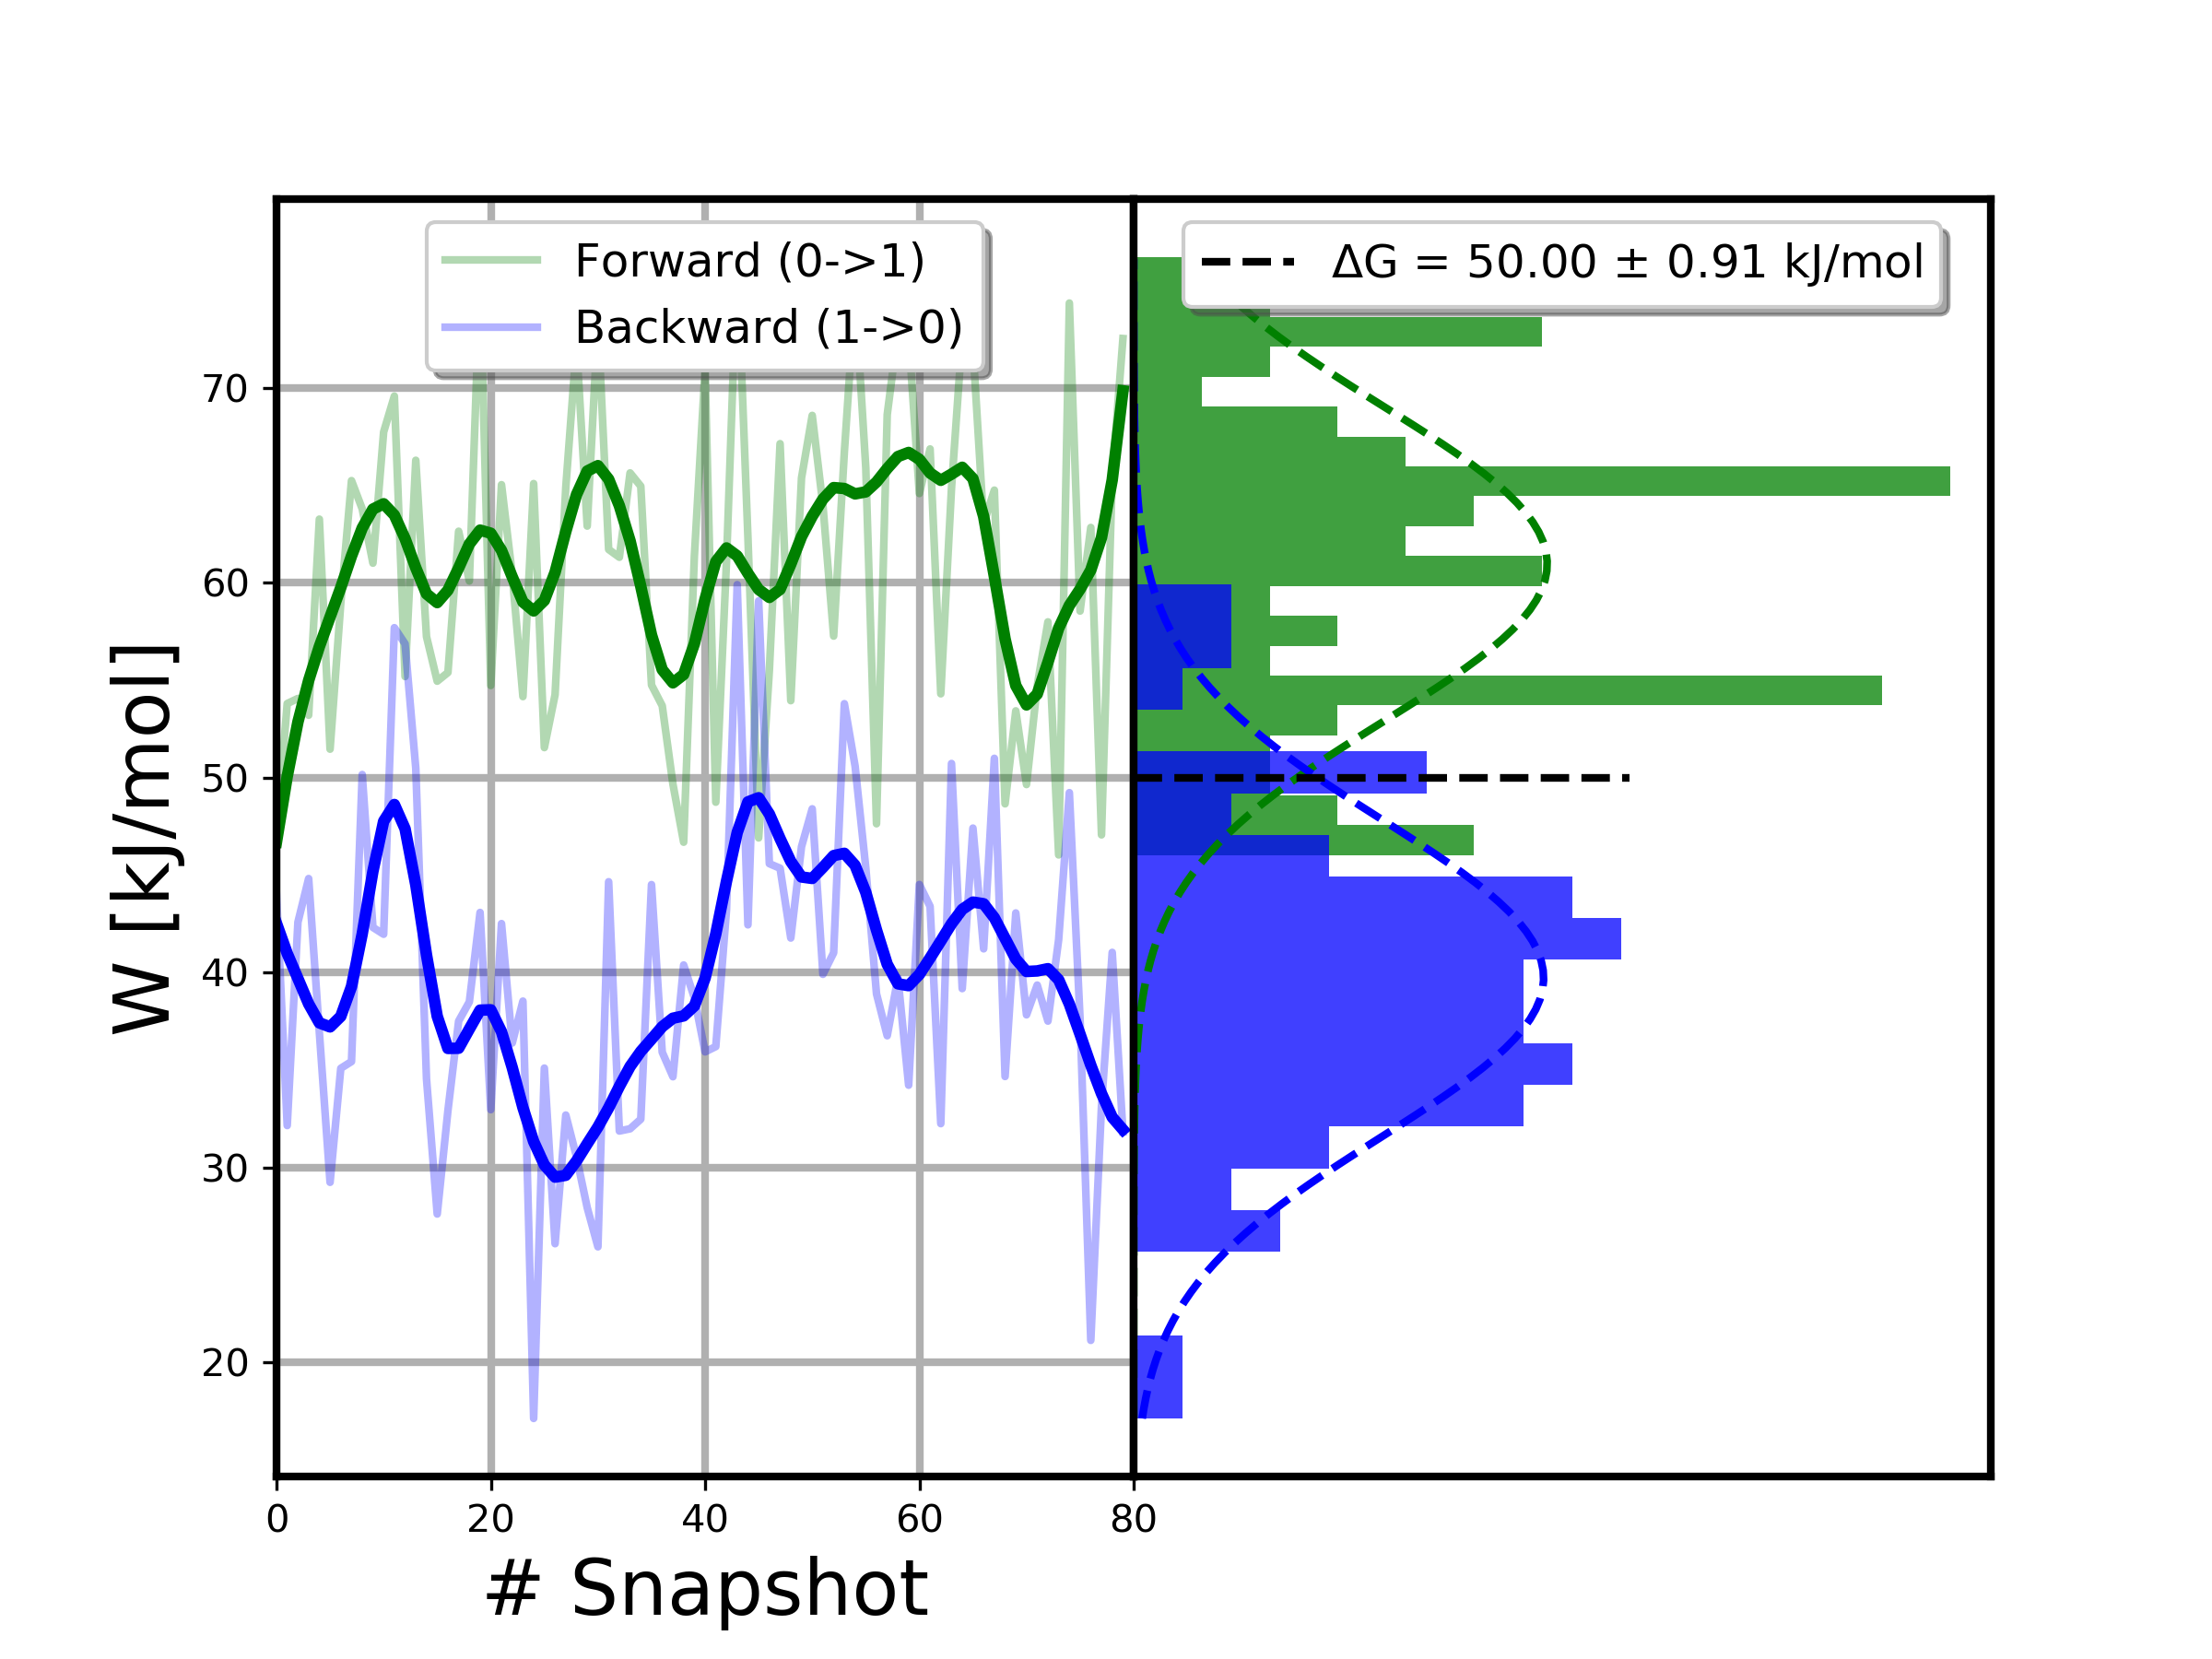 Forward (0->1)
Backward (1->0)
ΔG = 50.00 ± 0.91 kJ/mol
W [kJ/mol]
70
60
50
40
30
20
0 20 40 60 80
# Snapshot